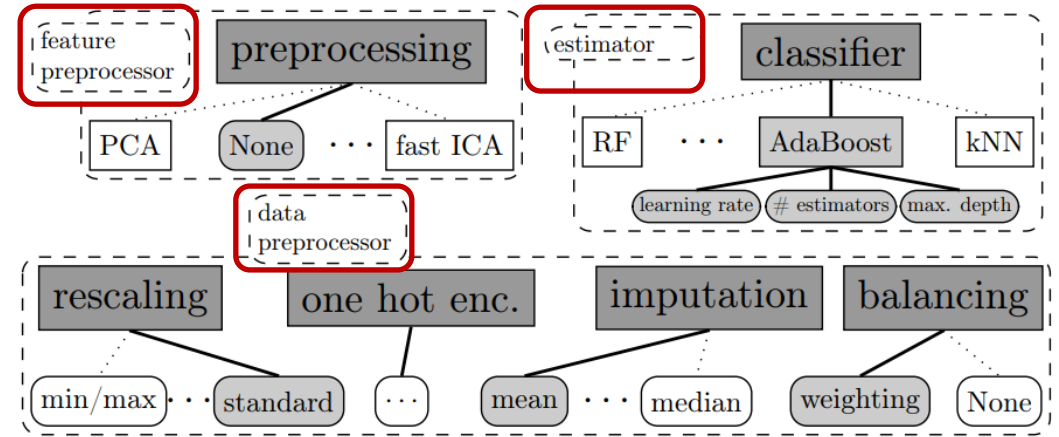 feature
preprocessor
preprocessing
PCA
None
· · ·
fast ICA
estimator
classifier
RF
· · ·
AdaBoost
kNN
learning rate
# estimators
max. depth
data
preprocessor
rescaling
one hot enc.
imputation
balancing
min/max
· · ·
standard
· · ·
mean
· · ·
median
weighting
None